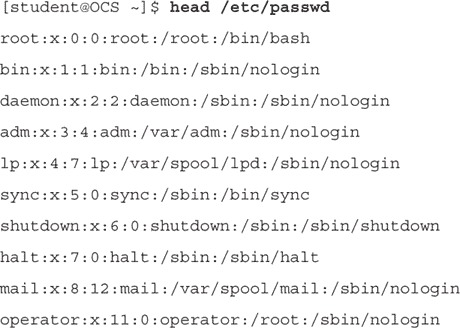 [student@OCS ~]$ head /etc/passwd
root:x:0:0:root:/root:/bin/bash
bin:x:1:1:bin:/bin:/sbin/nologin
daemon:x:2:2:daemon:/sbin:/sbin/nologin
adm:x:3:4:adm:/var/adm:/sbin/nologin
lp:x:4:7:lp:/var/spool/lpd:/sbin/nologin
sync:x:5:0:sync:/sbin:/bin/sync
shutdown:x:6:0:shutdown:/sbin:/sbin/shutdown
halt:x:7:0:halt:/sbin:/sbin/halt
mail:x:8:12:mail:/var/spool/mail:/sbin/nologin
operator:x:11:0:operator:/root:/sbin/nologin